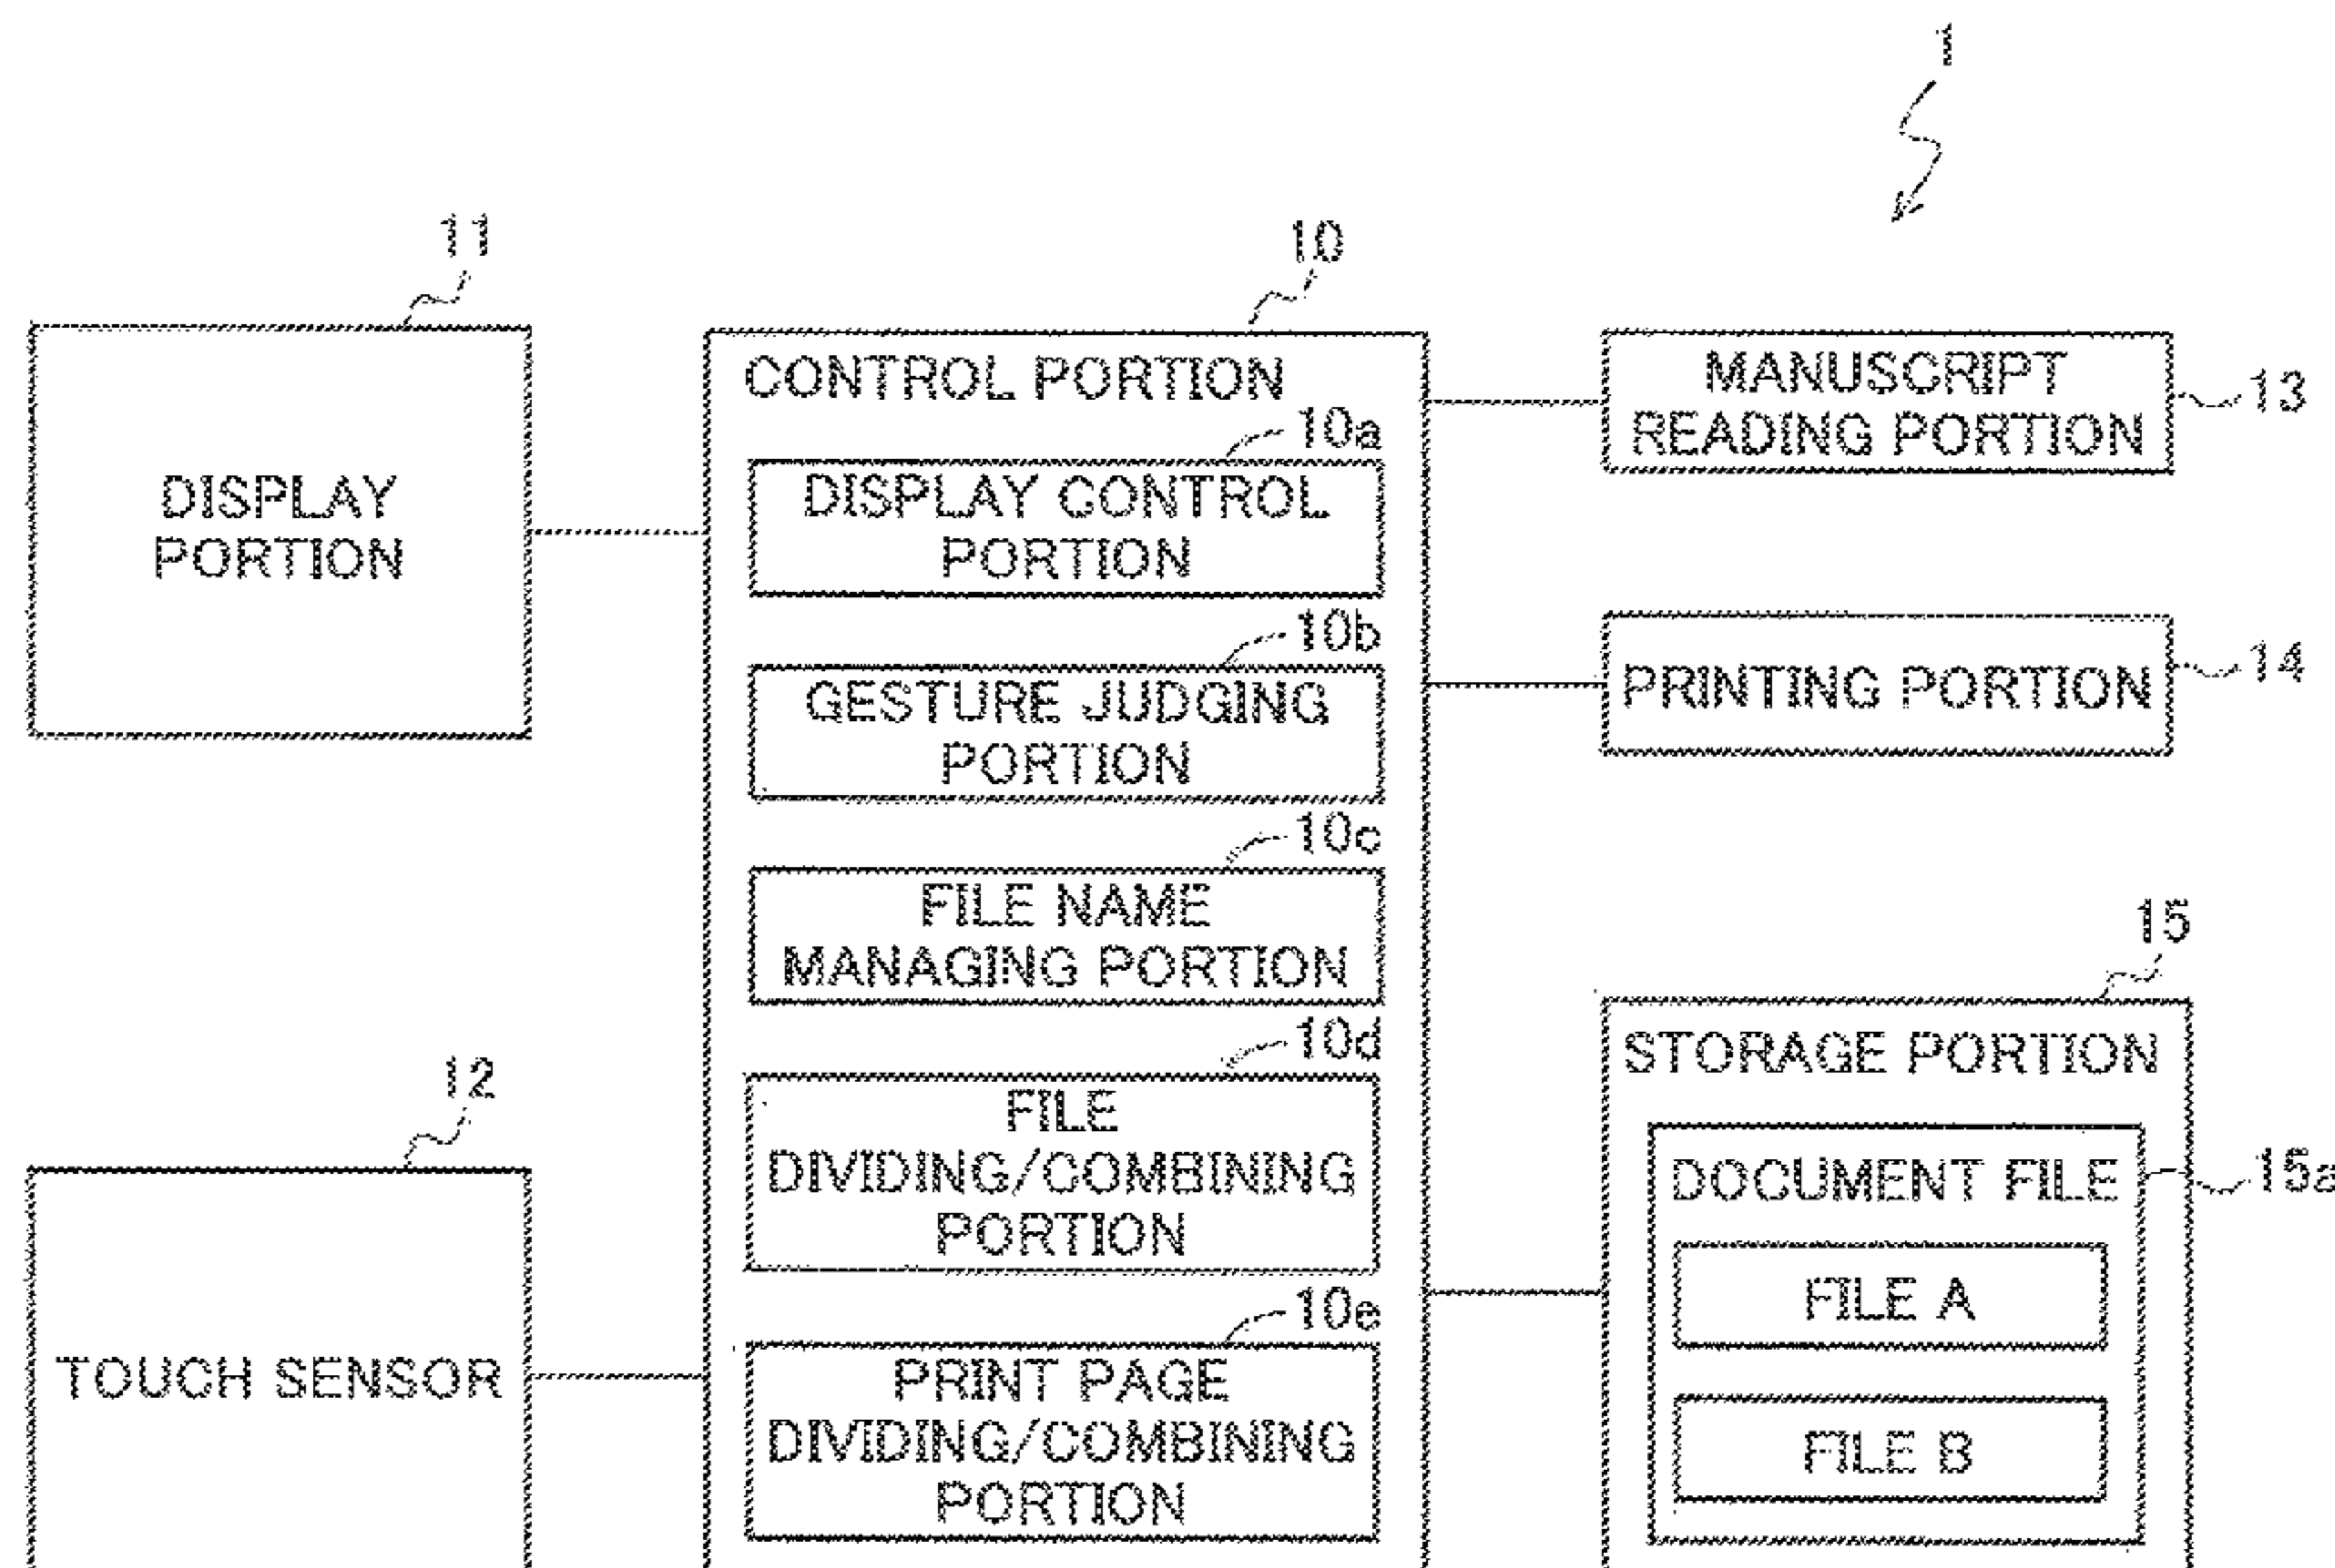 1
11
DISPLAY
PORTION
12
TOUCH SENSOR
10
CONTROL PORTION
10a
DISPLAY CONTROL
PORTION
10b
GESTURE JUDGING
PORTION
10c
FILE NAME
MANAGING PORTION
10d
FILE
DIVIDING/COMBINING
PORTION
10e
PRINT PAGE
DIVIDING/COMBINING
PORTION
MANUSCRIPT
READING PORTION
13
PRINTING PORTION
14
15
STORAGE PORTION
DOCUMENT FILE
15a
FILE A
FILE B